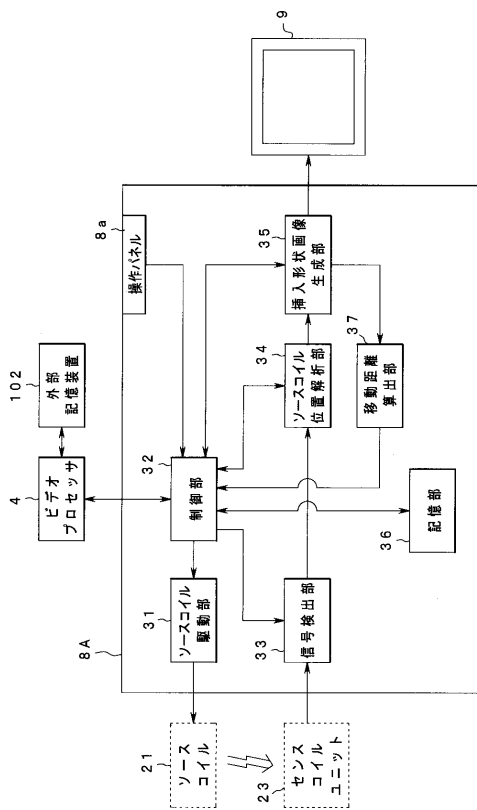 9
8a
操作パネル
102
外部
記憶装置
4
ビデオ
プロセッサ
35
挿入形状画像
生成部
34
ソースコイル
位置解析部
37
移動距離
算出部
32
制御部
36
記憶部
31
ソースコイル
駆動部
33
信号検出部
8A
21
ソース
コイル
23
センス
コイル
ユニット